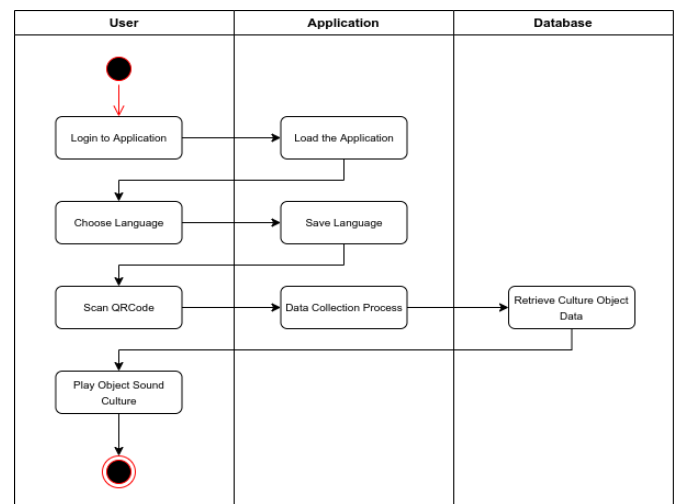 User
Application
Database
Login to Application
Load the Application
Choose Language
Save Language
Scan QRCode
Data Collection Process
Retrieve Culture Object
Data
Play Object Sound
Culture